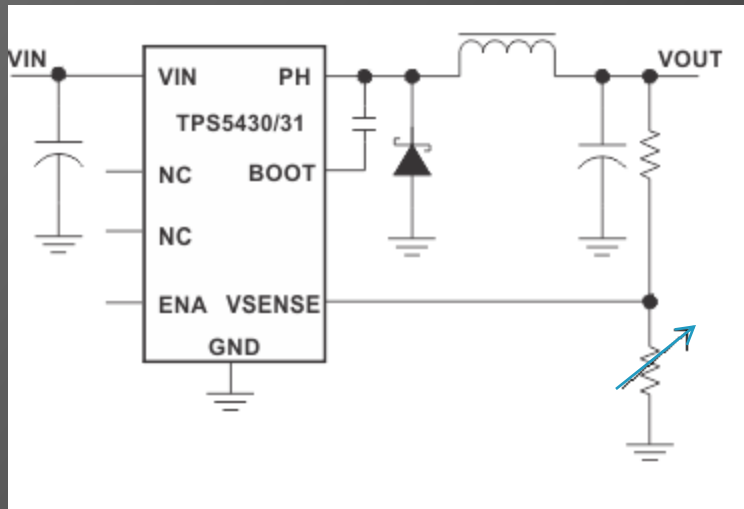 VIN
VOUT
VIN
PH
TPS5430/31
NC
BOOT
NC
ENA
VSENSE
GND